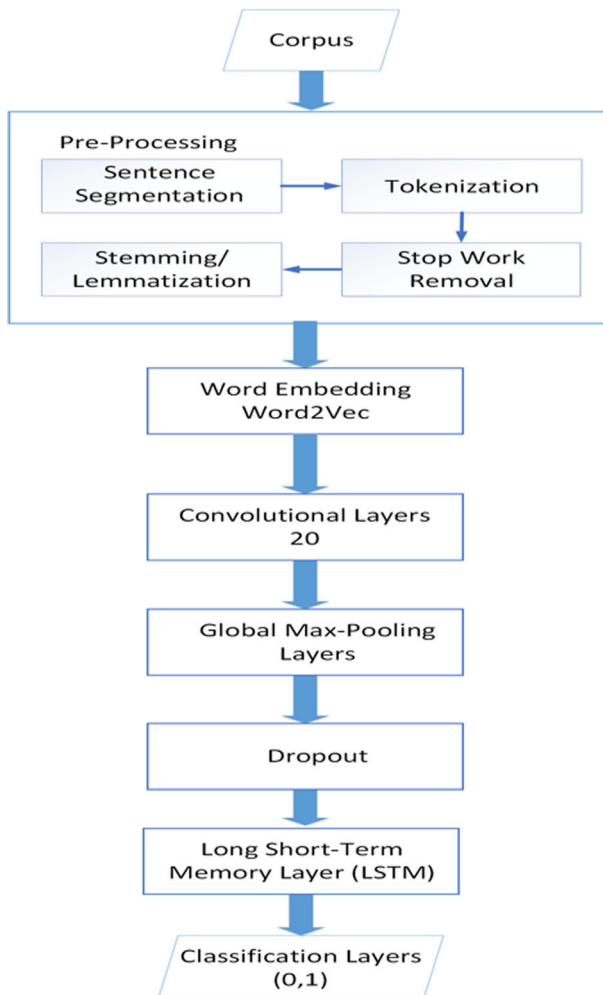 Corpus
Pre-Processing
Sentence
Segmentation
Tokenization
Stop Work
Removal
Stemming/
Lemmatization
Word Embedding
Word2Vec
Convolutional Layers
20
Global Max-Pooling
Layers
Dropout
Long Short-Term
Memory Layer (LSTM)
Classification Layers
(0,1)